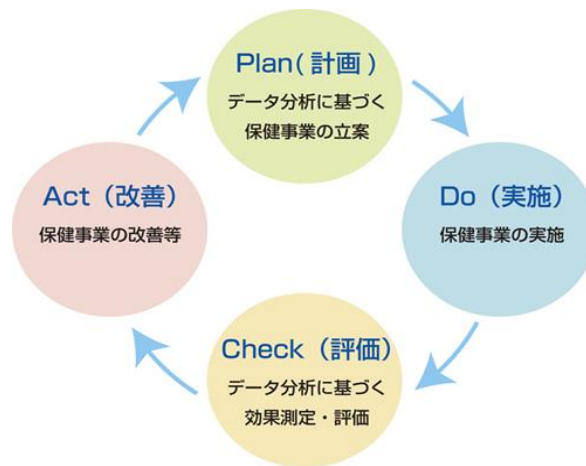 Plan(計画)
データ分析に基づく
保健事業の立案
Do(実施)
保健事業の実施
Check(評価)
データ分析に基づく
効果測定・評価
Act(改善)
保健事業の改善等